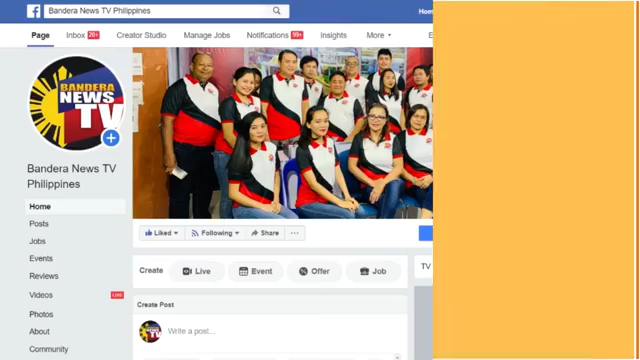 Bandera News TV Philippines
Home
Page
Inbox 20+
Creator Studio
Manage Jobs
Notifications 99+
Insights
More
E
BANDERA
NEWS
TV
Bandera News TV
Philippines
Home
Posts
Jobs
Events
Reviews
Videos LIVE
Photos
About
Community
Liked
Following
Share
Create
Live
Event
Offer
Job
TV
Create Post
Write a post...